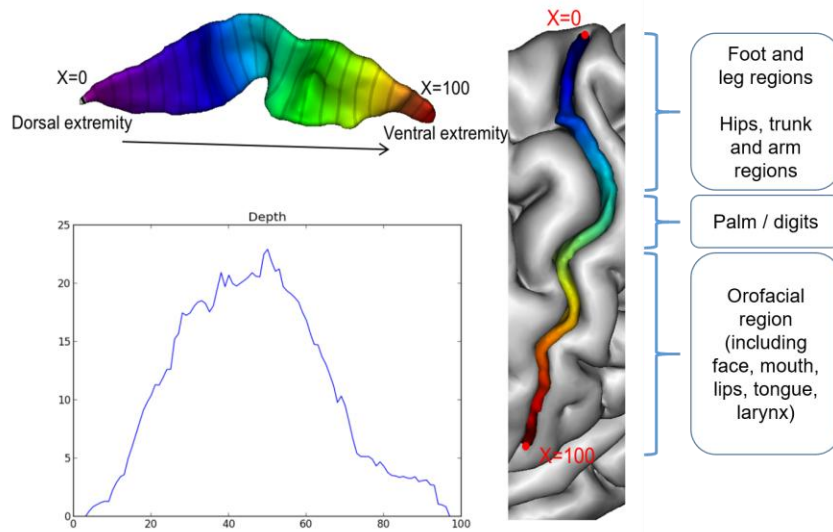 X=0
X=100
Dorsal extremity
Ventral extremity
Depth
25
20
15
10
5
0
0 20 40 60 80 100
X=0
X=100
Foot and
leg regions
Hips, trunk
and arm
regions
Palm / digits
Orofacial
region
(including
face, mouth,
lips, tongue,
larynx)